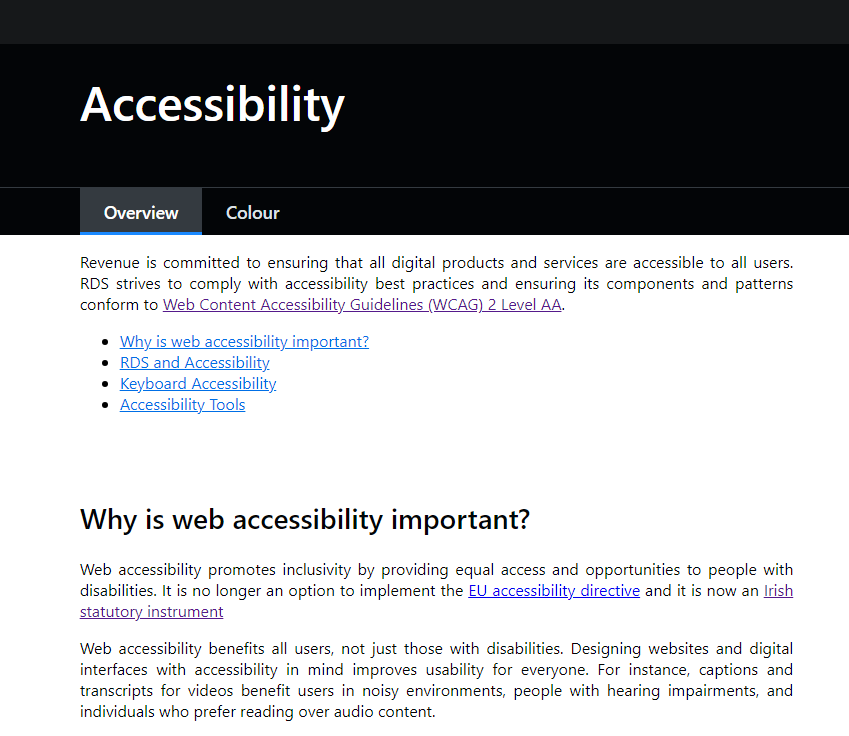 Accessibility
Overview
Colour
Revenue is committed to ensuring that all digital products and services are accessible to all users.
RDS strives to comply with accessibility best practices and ensuring its components and patterns
conform to Web Content Accessibility Guidelines (WCAG) 2 Level AA.
Why is web accessibility important?
RDS and Accessibility
Keyboard Accessibility
Accessibility Tools
Why is web accessibility important?
Web accessibility promotes inclusivity by providing equal access and opportunities to people with
disabilities. It is no longer an option to implement the EU accessibility directive and it is now an Irish
statutory instrument
Web accessibility benefits all users, not just those with disabilities. Designing websites and digital
interfaces with accessibility in mind improves usability for everyone. For instance, captions and
transcripts for videos benefit users in noisy environments, people with hearing impairments, and
individuals who prefer reading over audio content.